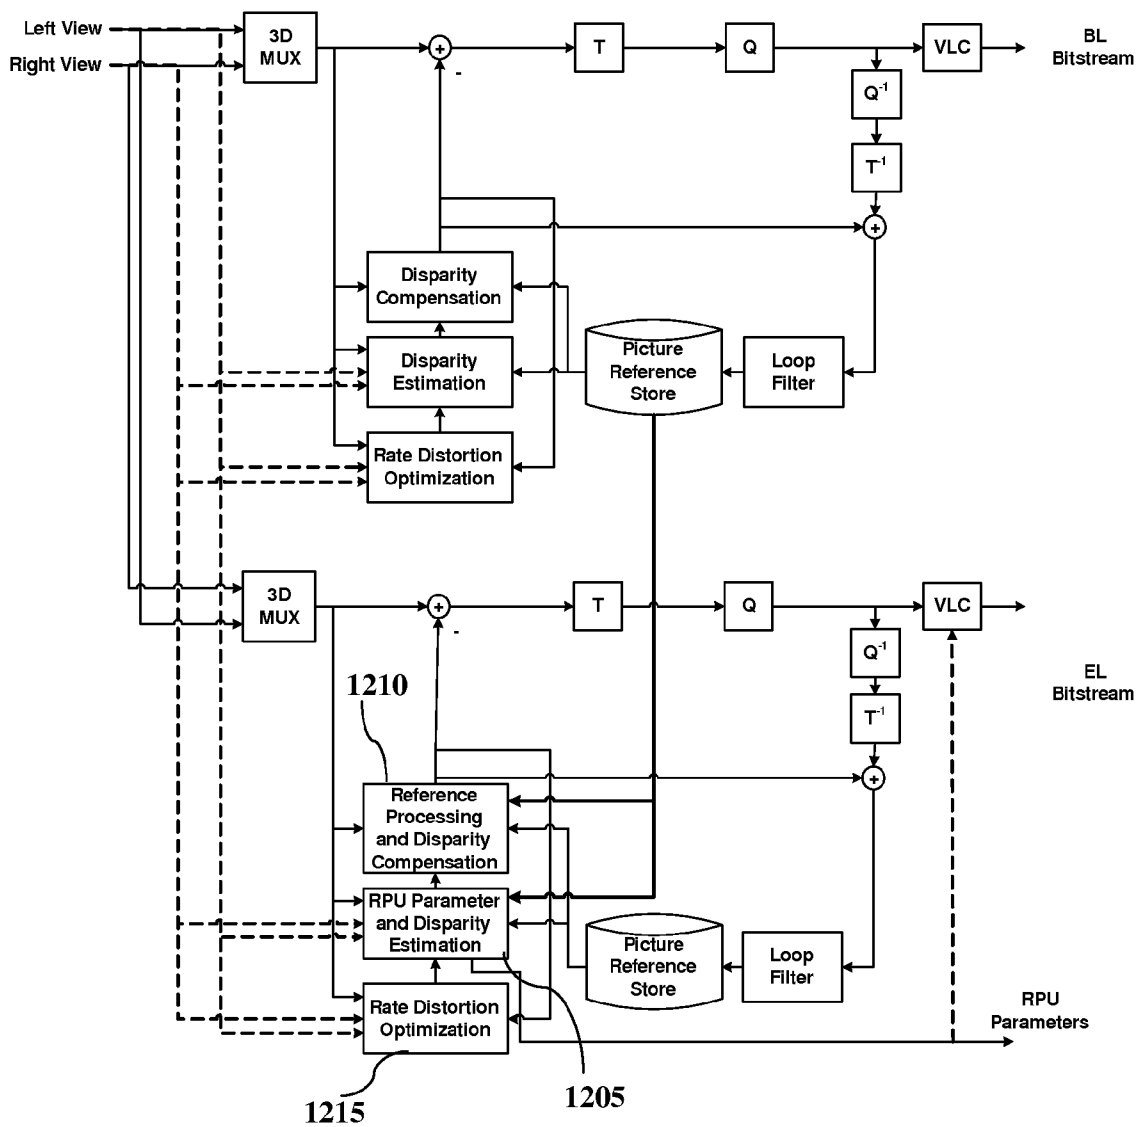 Left View
Right View
3D
MUX
+
-
T
Q
VLC
BL
Bitstream
Q-1
T-1
+
Disparity
Compensation
Disparity
Estimation
Rate Distortion
Optimization
Picture
Reference
Store
Loop
Filter
3D
MUX
+
-
T
Q
VLC
EL
Bitstream
Q-1
T-1
+
1210
Reference
Processing
and Disparity
Compensation
RPU Parameter
and Disparity
Estimation
Rate Distortion
Optimization
Picture
Reference
Store
Loop
Filter
RPU
Parameters
1205
1215